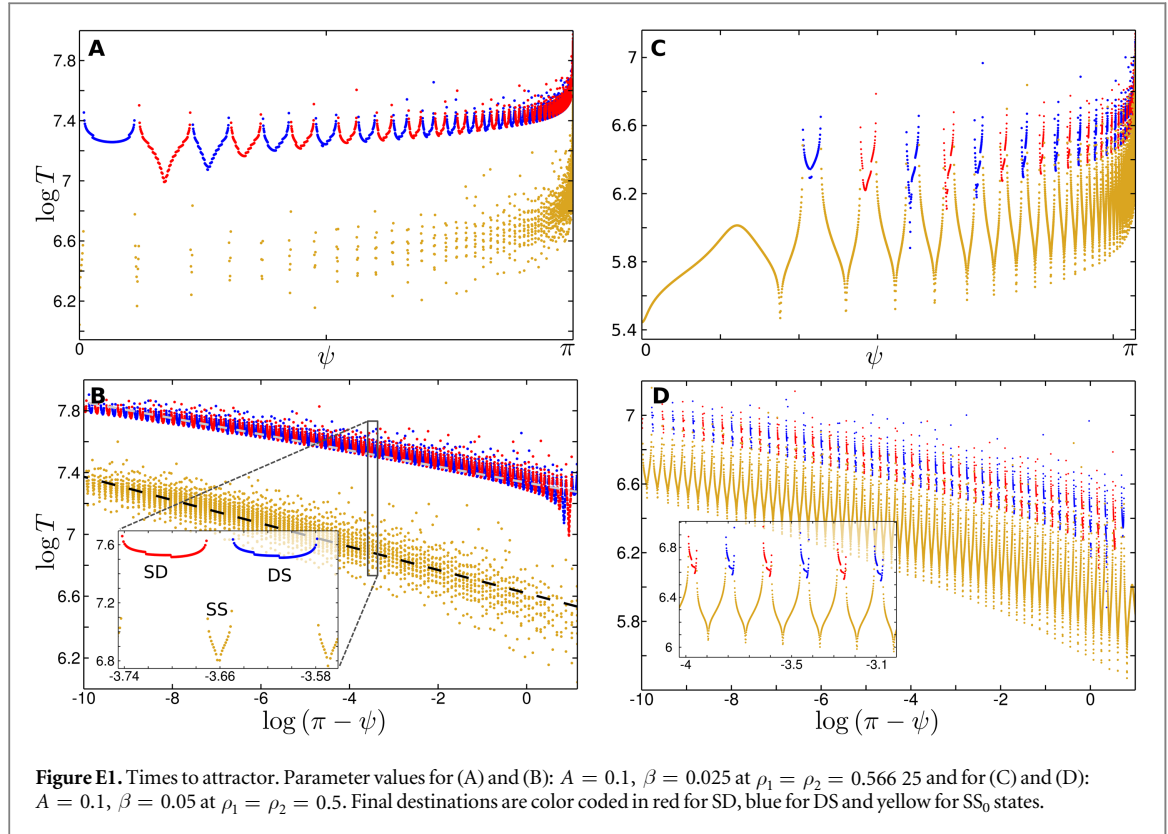 A
7.8
7.4
7
6.6
6.2
log T
0
ψ
π
C
7
6.6
6.2
5.8
5.4
0
ψ
π
B
7.8
7.4
7
6.6
6.2
log T
7.6
7.2
6.8
SD
DS
SS
-3.74
-3.66
-3.58
-10
-8
-6
-4
-2
0
log (π − ψ)
D
7
6.6
6.2
5.8
6.8
6.4
6
-4
-3.5
-3.1
-10
-8
-6
-4
-2
0
log (π − ψ)
Figure E1. Times to attractor. Parameter values for (A) and (B): A = 0.1, β = 0.025 at ρ₁ = ρ₂ = 0.566 25 and for (C) and (D):
A = 0.1, β = 0.05 at ρ₁ = ρ₂ = 0.5. Final destinations are color coded in red for SD, blue for DS and yellow for SS₀ states.